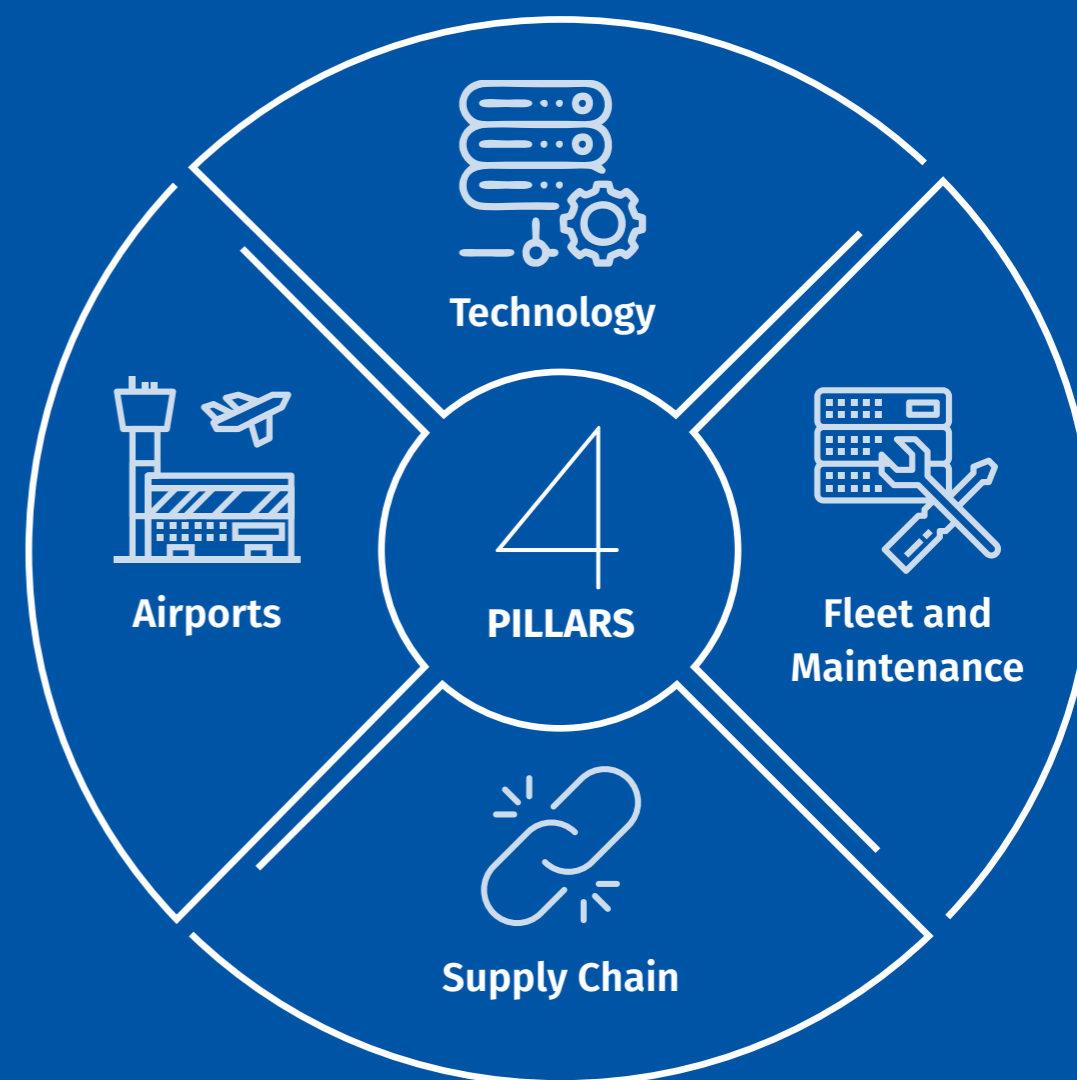 Technology
Airports
4
PILLARS
Fleet and
Maintenance
Supply Chain